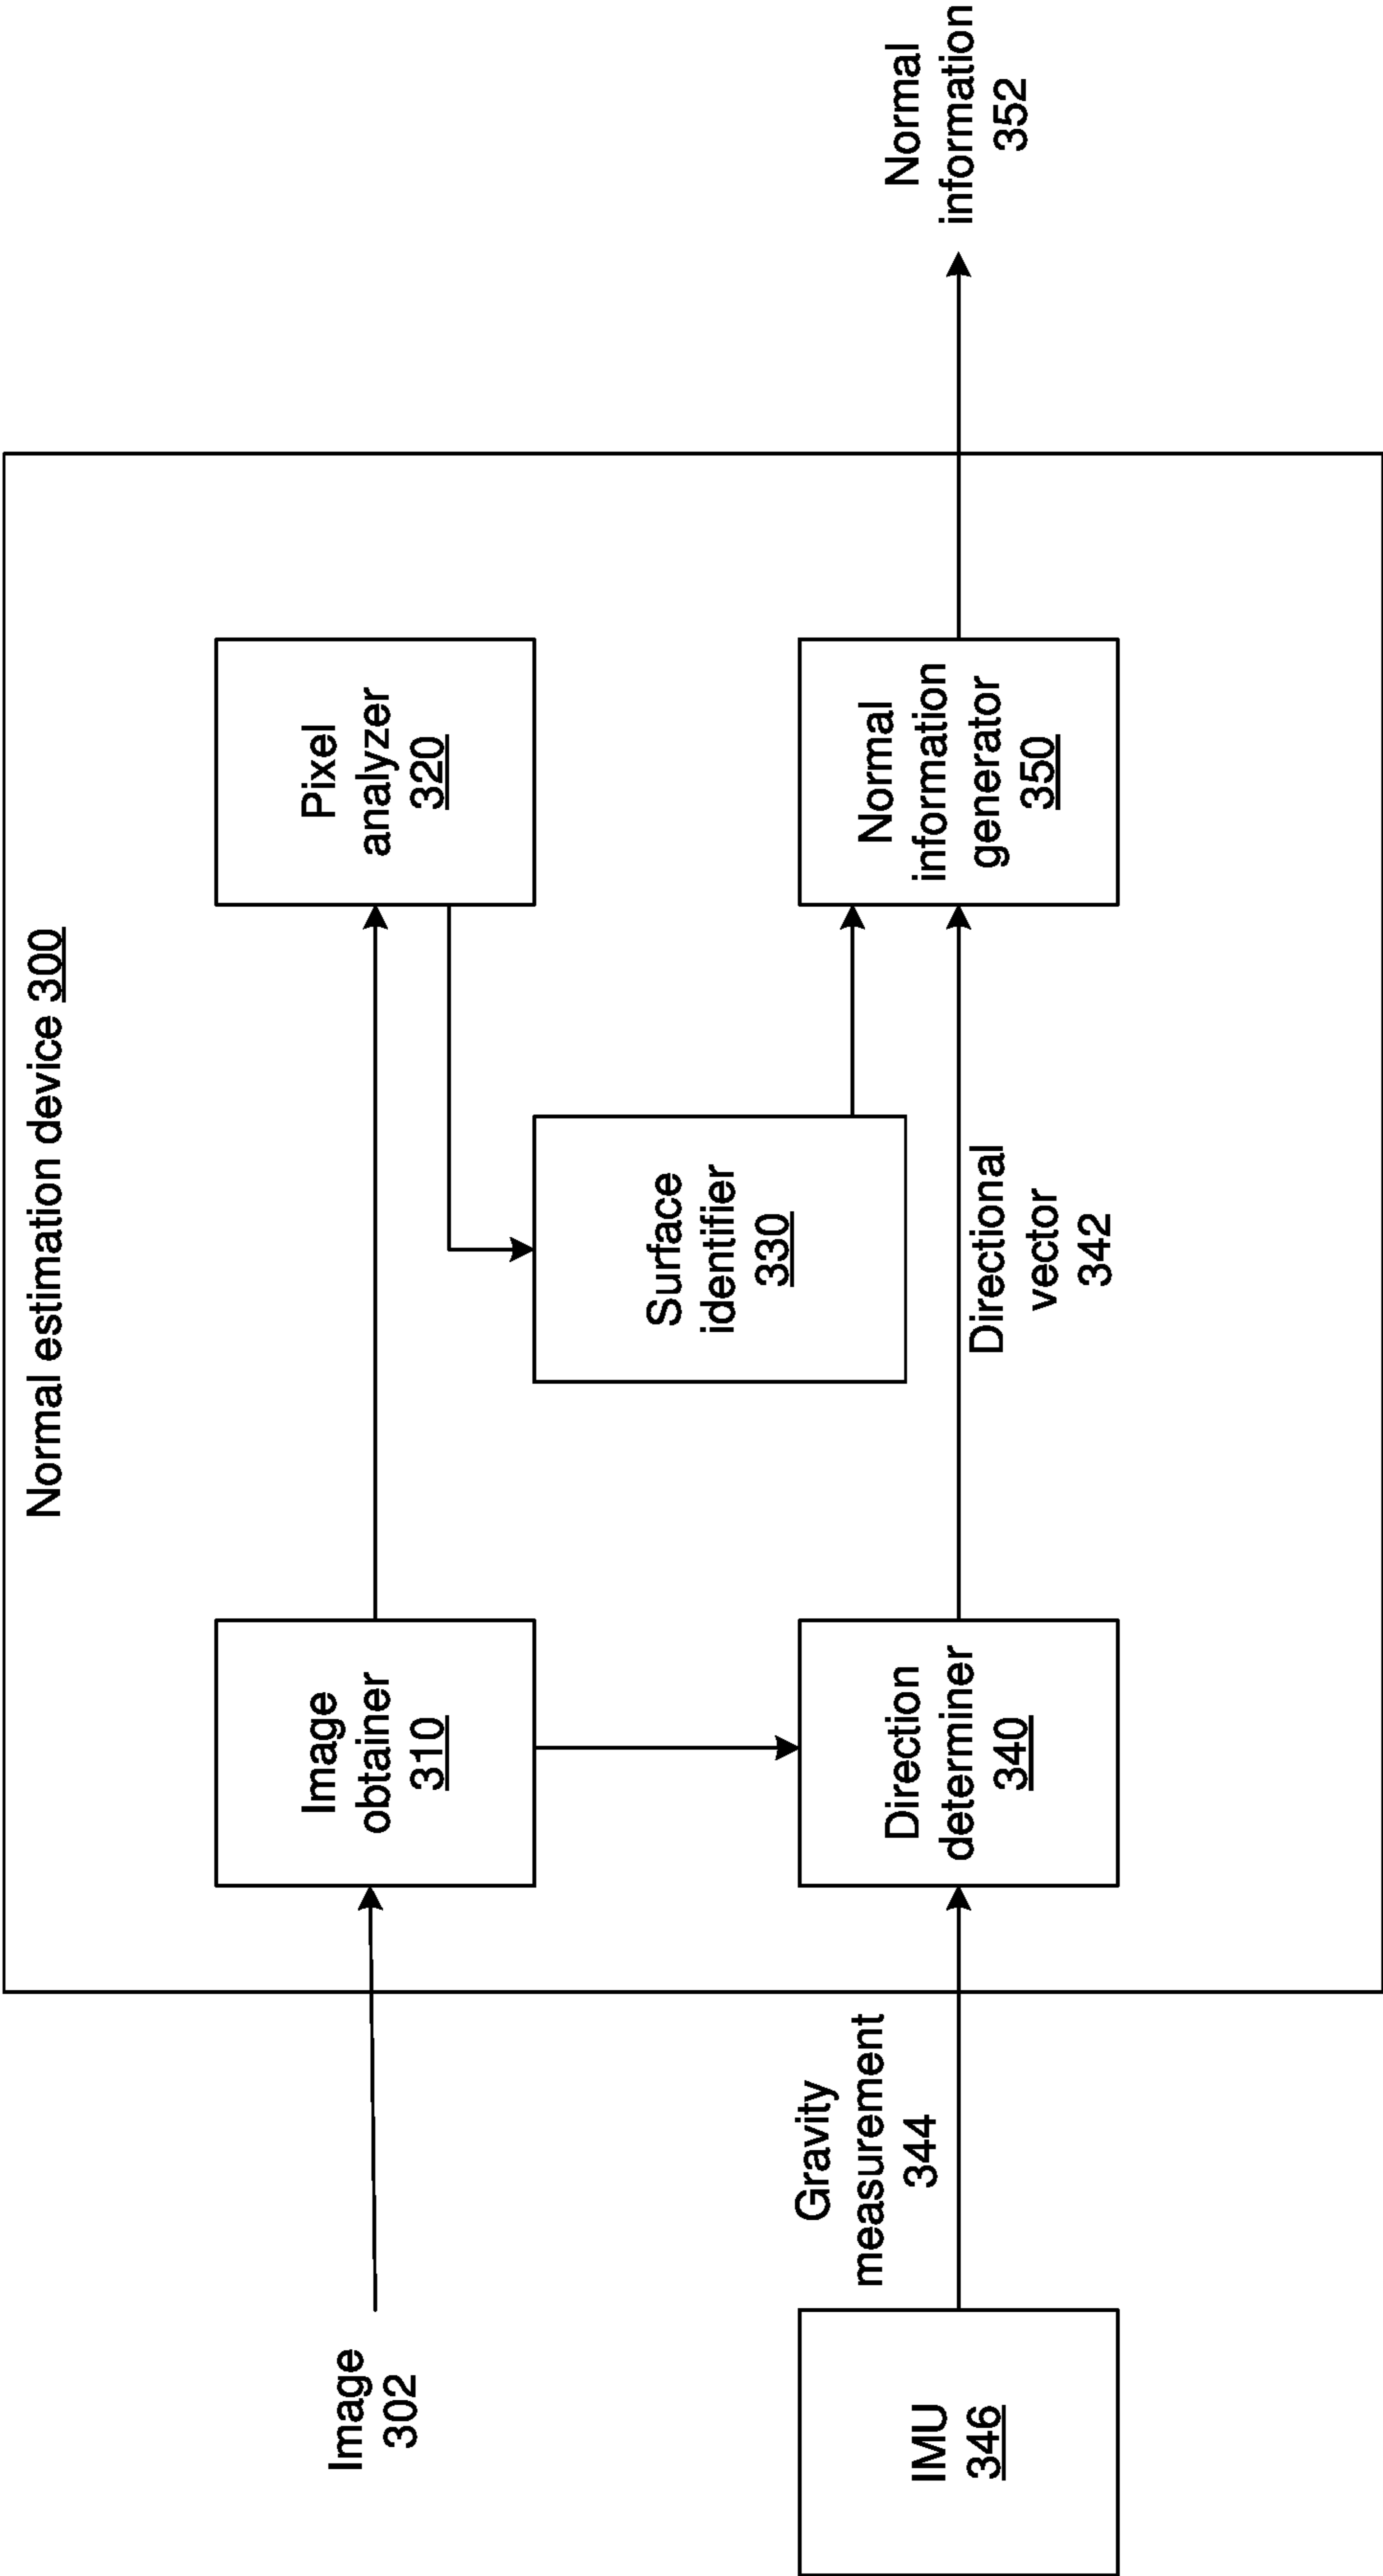 Normal estimation device 300
Image
302
Image
obtainer
310
Pixel
analyzer
320
Surface
identifier
330
Gravity
measurement
344
IMU
346
Direction
determiner
340
Directional
vector
342
Normal
information
generator
350
Normal
information
352